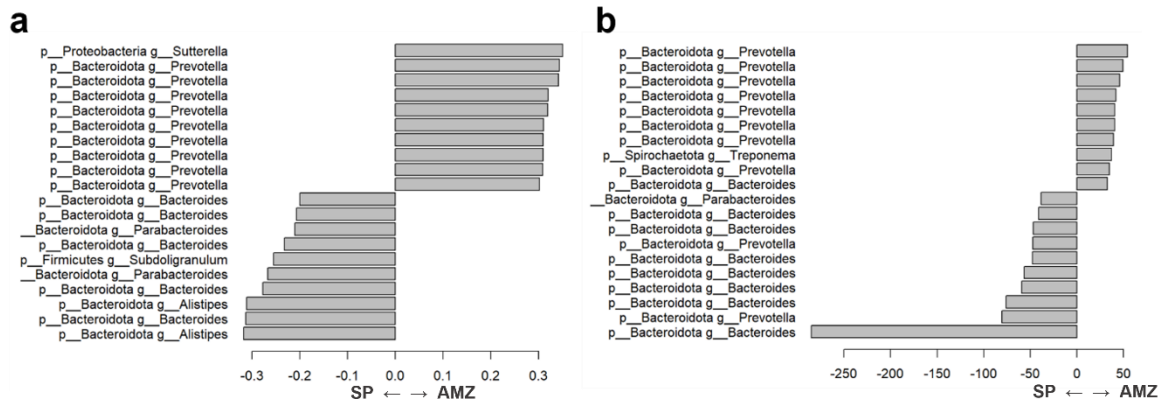 a
p__Proteobacteria g__Sutterella
p__Bacteroidota g__Prevotella
p__Bacteroidota g__Prevotella
p__Bacteroidota g__Prevotella
p__Bacteroidota g__Prevotella
p__Bacteroidota g__Prevotella
p__Bacteroidota g__Prevotella
p__Bacteroidota g__Prevotella
p__Bacteroidota g__Prevotella
p__Bacteroidota g__Prevotella
p__Bacteroidota g__Bacteroides
p__Bacteroidota g__Bacteroides
__Bacteroidota g__Parabacteroides
p__Bacteroidota g__Bacteroides
p__Firmicutes g__Subdoligranulum
__Bacteroidota g__Parabacteroides
p__Bacteroidota g__Bacteroides
p__Bacteroidota g__Alistipes
p__Bacteroidota g__Bacteroides
p__Bacteroidota g__Alistipes
-0.3 -0.2 -0.1 0.0 0.1 0.2 0.3
SP ← → AMZ
b
p__Bacteroidota g__Prevotella
p__Bacteroidota g__Prevotella
p__Bacteroidota g__Prevotella
p__Bacteroidota g__Prevotella
p__Bacteroidota g__Prevotella
p__Bacteroidota g__Prevotella
p__Bacteroidota g__Prevotella
p__Spirochaetota g__Treponema
p__Bacteroidota g__Prevotella
p__Bacteroidota g__Bacteroides
__Bacteroidota g__Parabacteroides
p__Bacteroidota g__Bacteroides
p__Bacteroidota g__Bacteroides
p__Bacteroidota g__Prevotella
p__Bacteroidota g__Bacteroides
p__Bacteroidota g__Bacteroides
p__Bacteroidota g__Bacteroides
p__Bacteroidota g__Bacteroides
p__Bacteroidota g__Prevotella
p__Bacteroidota g__Bacteroides
-250 -200 -150 -100 -50 0 50
SP ← → AMZ